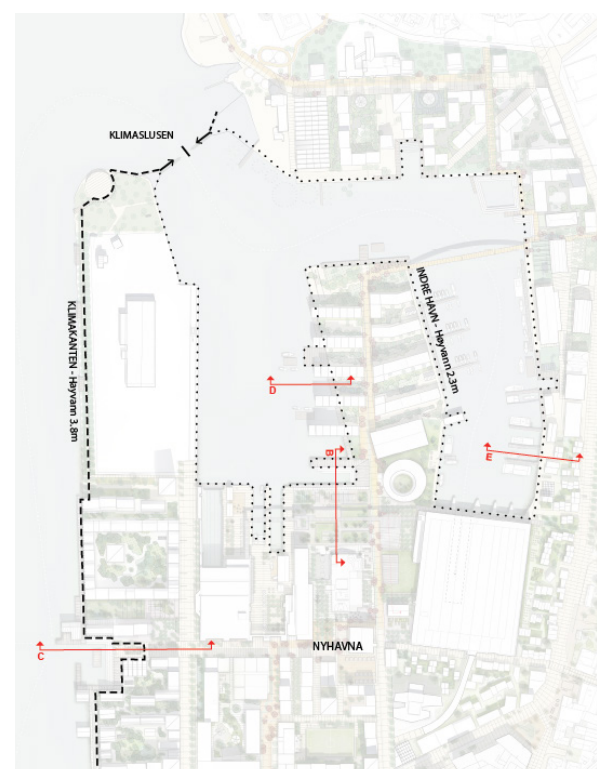 KLIMASLUSEN
KLIMAKANTEN - Høyvann 3,8m
INDRE HAVN - Høyvann 2.3m
D
B
E
C
NYHAVNA